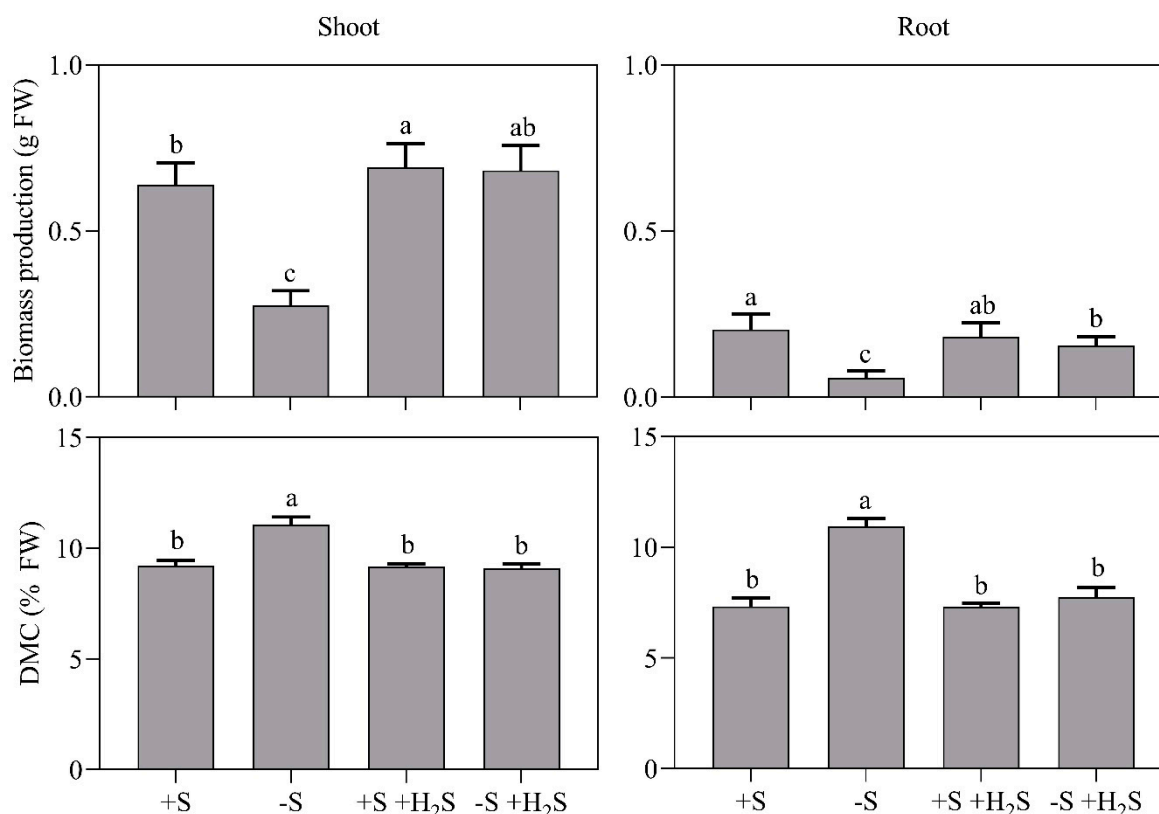 Shoot
Root
Biomass production (g FW)
1.0
0.5
0.0
b
c
a
ab
1.0
0.5
0.0
a
c
ab
b
DMC (% FW)
15
10
5
0
b
a
b
b
+S
-S
+S +H₂S
-S +H₂S
15
10
5
0
b
a
b
b
+S
-S
+S +H₂S
-S +H₂S